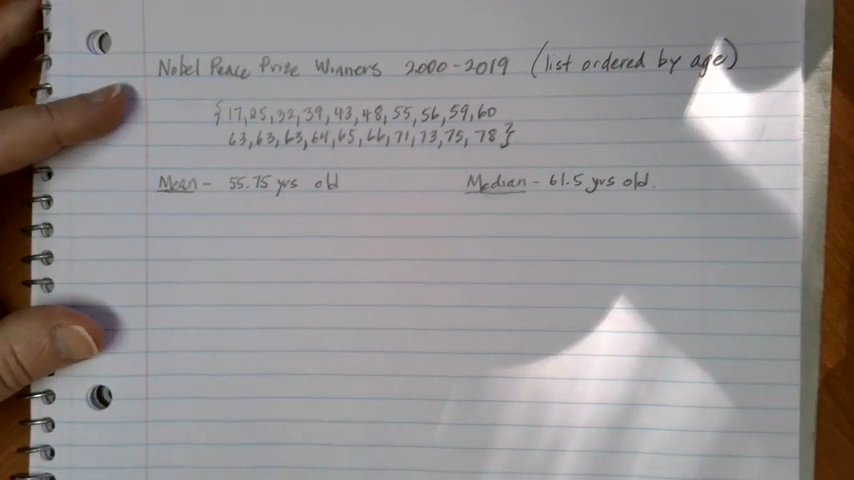 Nobel Peace Prize Winners 2000-2019 (list ordered by age)
{17,25,32,39,43,48,55,56,59,60
63,63,63,64,65,66,71,73,75,78}
Mean - 55.75 yrs old Median - 61.5 yrs old.